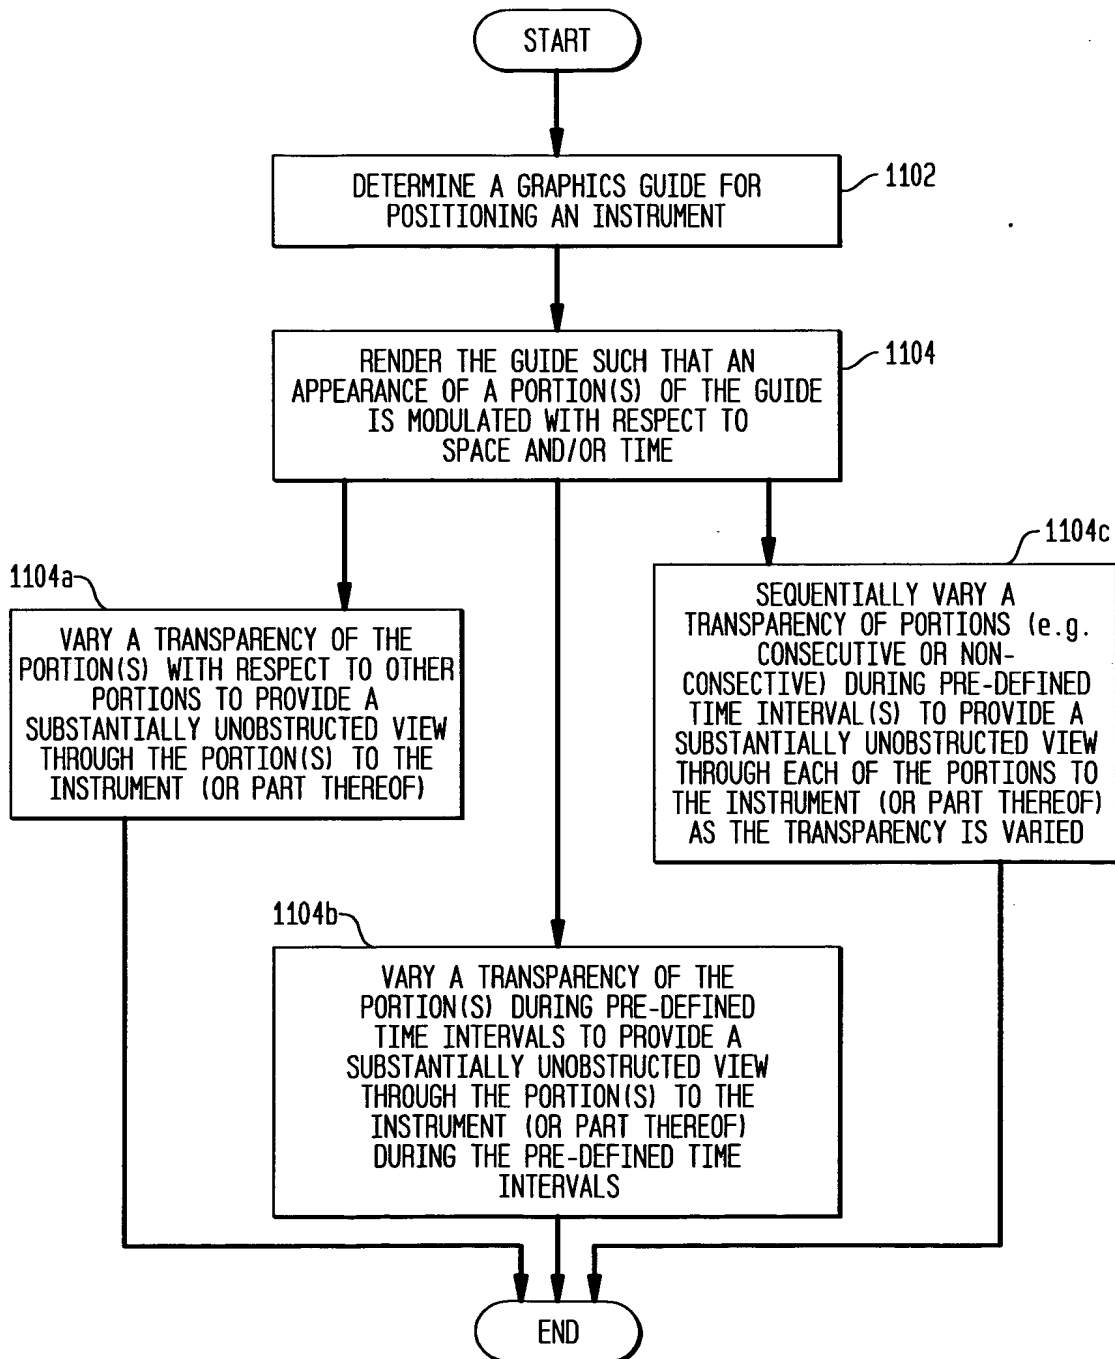 START
DETERMINE A GRAPHICS GUIDE FOR
POSITIONING AN INSTRUMENT
1102
RENDER THE GUIDE SUCH THAT AN
APPEARANCE OF A PORTION(S) OF THE GUIDE
IS MODULATED WITH RESPECT TO
SPACE AND/OR TIME
1104
1104a
VARY A TRANSPARENCY OF THE
PORTION(S) WITH RESPECT TO OTHER
PORTIONS TO PROVIDE A
SUBSTANTIALLY UNOBSTRUCTED VIEW
THROUGH THE PORTION(S) TO THE
INSTRUMENT (OR PART THEREOF)
1104c
SEQUENTIALLY VARY A
TRANSPARENCY OF PORTIONS (e.g.
CONSECUTIVE OR NON-
CONSECTIVE) DURING PRE-DEFINED
TIME INTERVAL(S) TO PROVIDE A
SUBSTANTIALLY UNOBSTRUCTED VIEW
THROUGH EACH OF THE PORTIONS TO
THE INSTRUMENT (OR PART THEREOF)
AS THE TRANSPARENCY IS VARIED
1104b
VARY A TRANSPARENCY OF THE
PORTION(S) DURING PRE-DEFINED
TIME INTERVALS TO PROVIDE A
SUBSTANTIALLY UNOBSTRUCTED VIEW
THROUGH THE PORTION(S) TO THE
INSTRUMENT (OR PART THEREOF)
DURING THE PRE-DEFINED TIME
INTERVALS
END